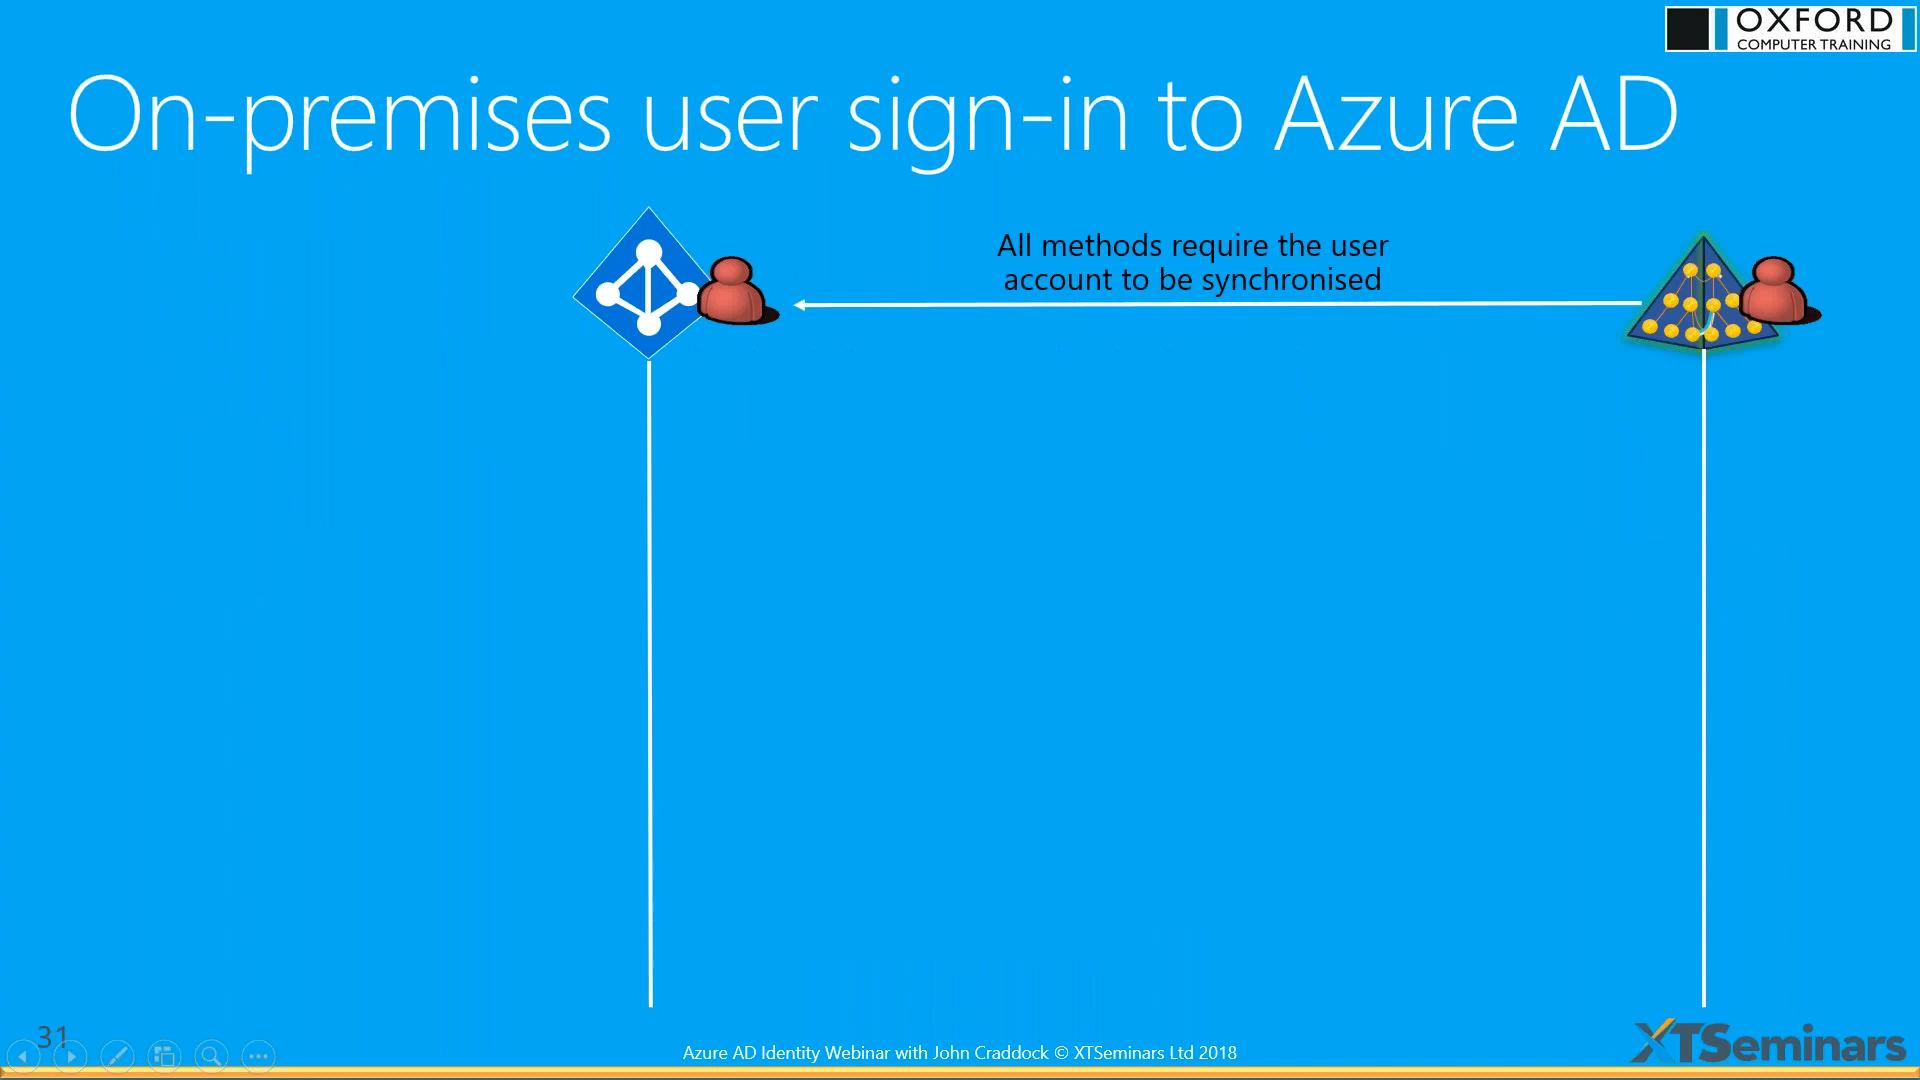 OXFORD
COMPUTER TRAINING
On-premises user sign-in to Azure AD
All methods require the user
account to be synchronised
31
Azure AD Identity Webinar with John Craddock © XTSeminars Ltd 2018
XTSeminars